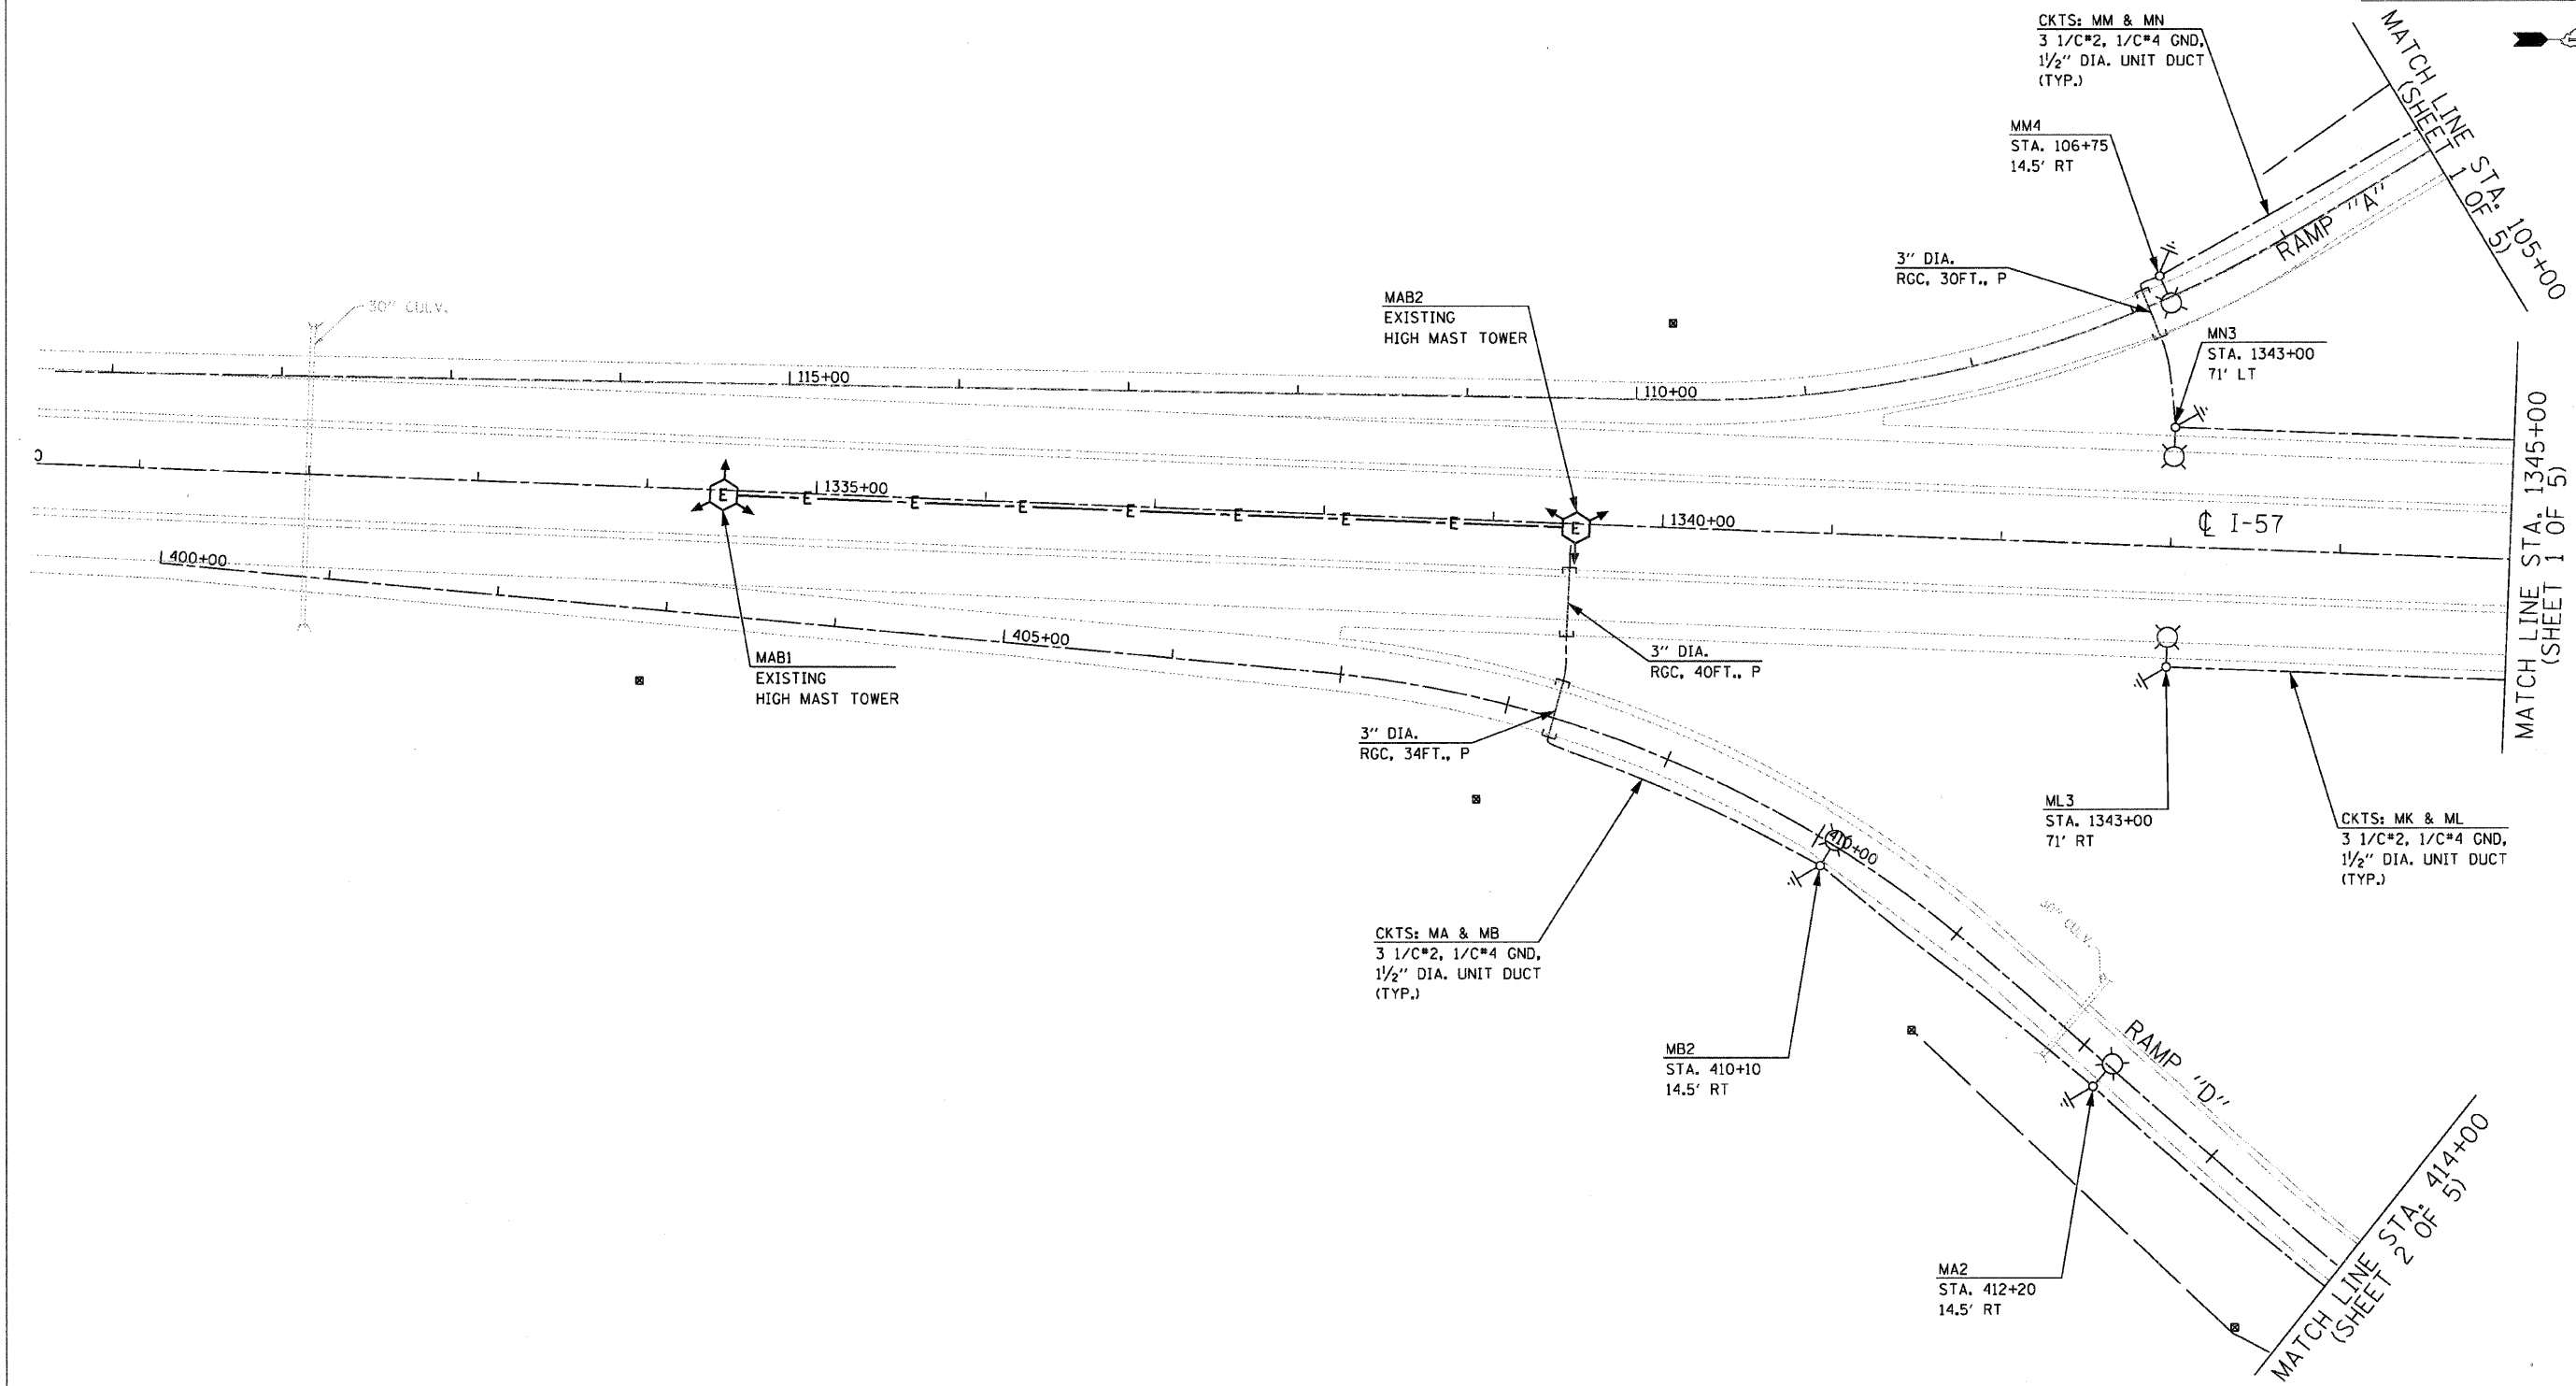 CKTS: MM & MN
3 1/C#2, 1/C#4 GND,
1½" DIA. UNIT DUCT
(TYP.)
MATCH LINE STA. 105+00
(SHEET 1 OF 5)
MM4
STA. 106+75
14.5' RT
RAMP "A"
3" DIA.
RGC, 30FT., P
MAB2
EXISTING
HIGH MAST TOWER
30" CULV.
MN3
STA. 1343+00
71' LT
115+00
110+00
MATCH LINE STA. 1345+00
(SHEET 1 OF 5)
E
1335+00
E
E
E
E
E
E
E
E
1340+00
℄ I-57
400+00
405+00
MAB1
EXISTING
HIGH MAST TOWER
3" DIA.
RGC, 40FT., P
3" DIA.
RGC, 34FT., P
ML3
STA. 1343+00
71' RT
CKTS: MK & ML
3 1/C#2, 1/C#4 GND,
1½" DIA. UNIT DUCT
(TYP.)
410+00
CKTS: MA & MB
3 1/C#2, 1/C#4 GND,
1½" DIA. UNIT DUCT
(TYP.)
30" CULV.
MB2
STA. 410+10
14.5' RT
RAMP "D"
MA2
STA. 412+20
14.5' RT
MATCH LINE STA. 414+00
(SHEET 2 OF 5)